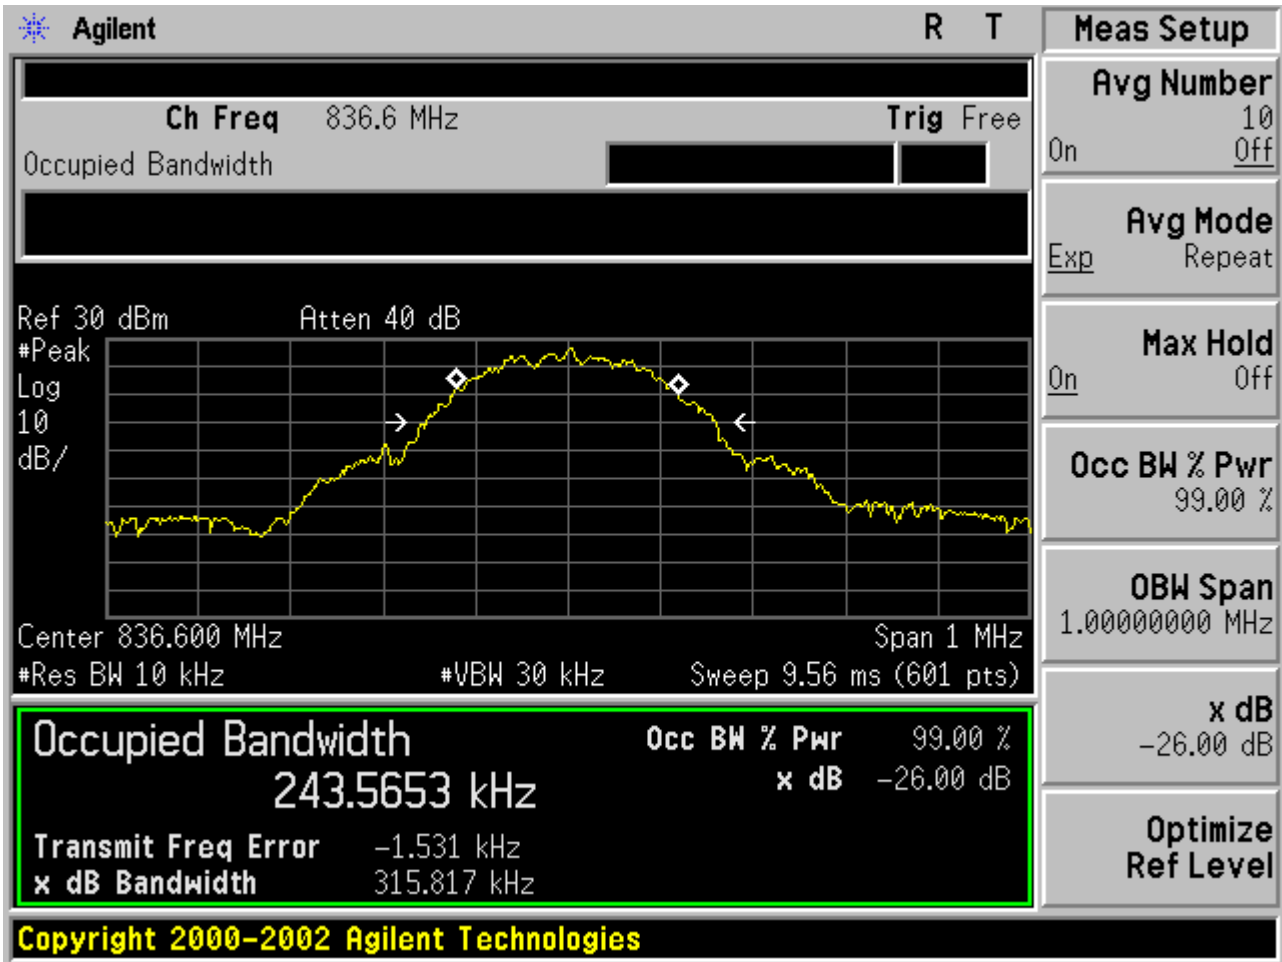 Agilent R T
Ch Freq 836.6 MHz Trig Free
Occupied Bandwidth
Ref 30 dBm Atten 40 dB
#Peak
Log
10
dB/
Center 836.600 MHz Span 1 MHz
#Res BW 10 kHz #VBW 30 kHz Sweep 9.56 ms (601 pts)
Occupied Bandwidth
243.5653 kHz
Occ BW % Pwr 99.00 %
x dB -26.00 dB
Transmit Freq Error -1.531 kHz
x dB Bandwidth 315.817 kHz
Copyright 2000-2002 Agilent Technologies
Meas Setup
Avg Number
10
On Off
Avg Mode
Exp Repeat
Max Hold
On Off
Occ BW % Pwr
99.00 %
OBW Span
1.00000000 MHz
x dB
-26.00 dB
Optimize
Ref Level